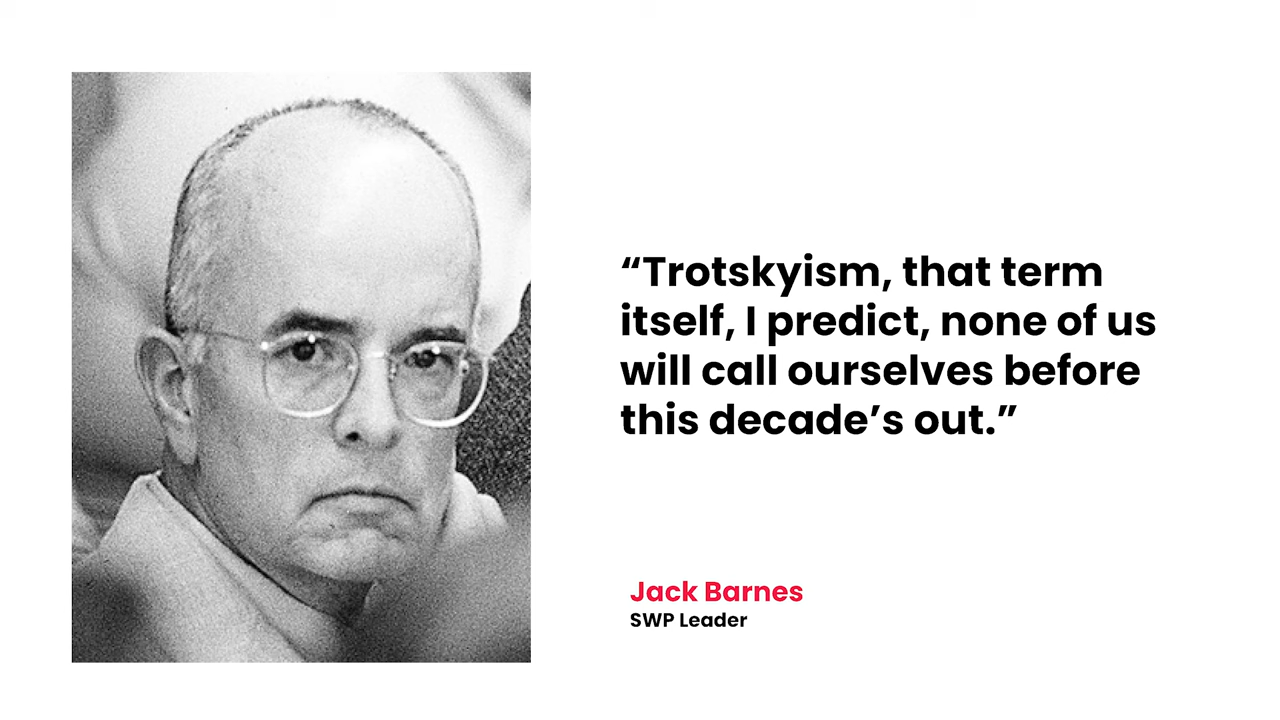 “Trotskyism, that term
itself, I predict, none of us
will call ourselves before
this decade’s out.”
Jack Barnes
SWP Leader